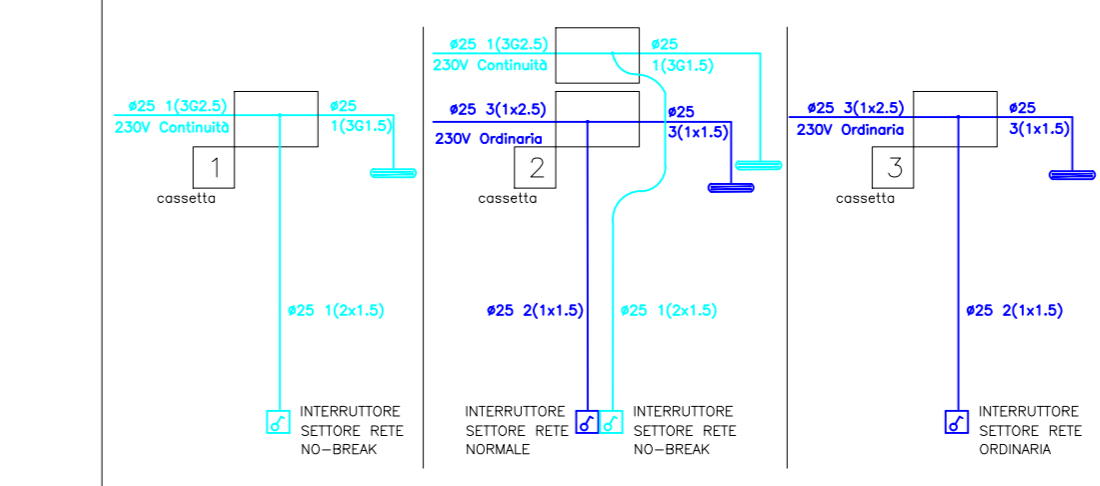 ø25 1(3G2.5)
230V Continuità
ø25
1(3G1.5)
1
cassetta
ø25 1(2x1.5)
INTERRUTTORE
SETTORE RETE
NO-BREAK
ø25 1(3G2.5)
230V Continuità
ø25
1(3G1.5)
ø25 3(1x2.5)
230V Ordinaria
ø25
3(1x1.5)
2
cassetta
ø25 2(1x1.5)
ø25 1(2x1.5)
INTERRUTTORE
SETTORE RETE
NORMALE
INTERRUTTORE
SETTORE RETE
NO-BREAK
ø25 3(1x2.5)
230V Ordinaria
ø25
3(1x1.5)
3
cassetta
ø25 2(1x1.5)
INTERRUTTORE
SETTORE RETE
ORDINARIA